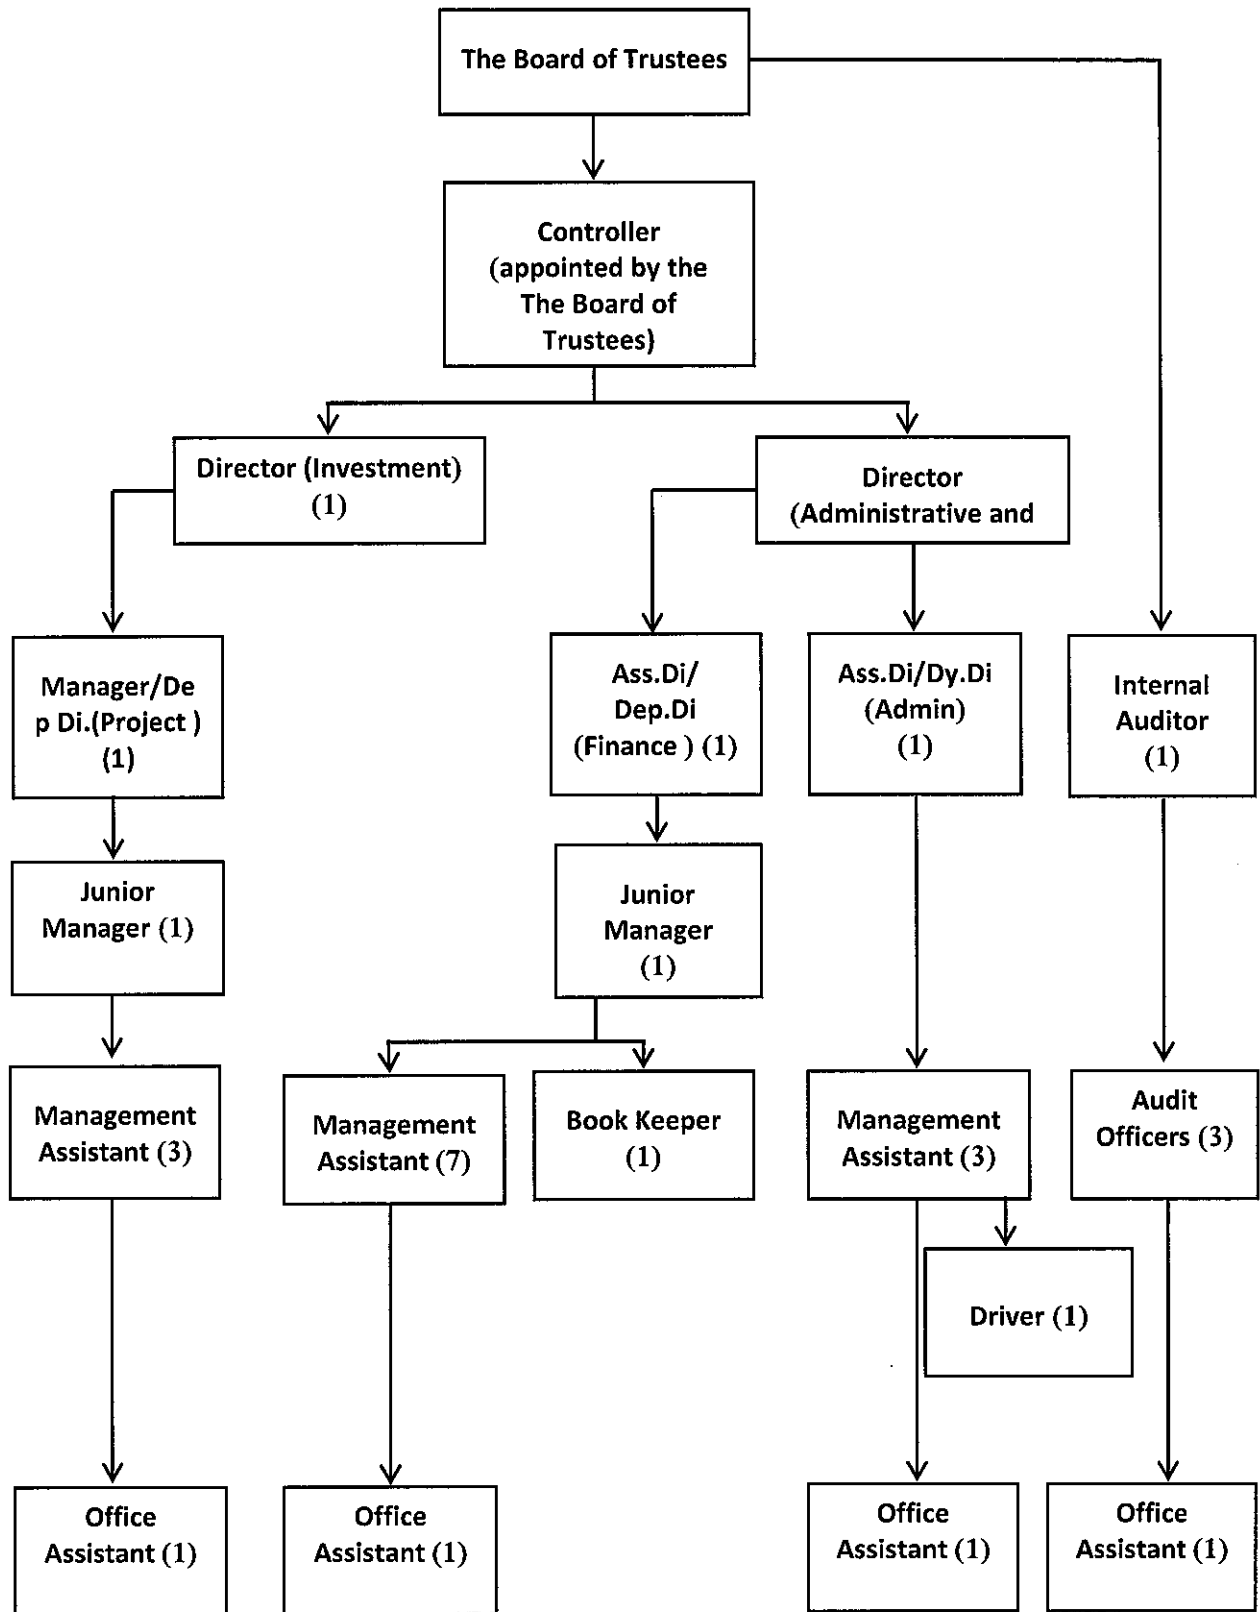 The Board of Trustees
Controller
(appointed by the
The Board of
Trustees)
Director (Investment)
(1)
Director
(Administrative and
Manager/De
p Di.(Project )
(1)
Ass.Di/
Dep.Di
(Finance ) (1)
Ass.Di/Dy.Di
(Admin)
(1)
Internal
Auditor
(1)
Junior
Manager (1)
Junior
Manager
(1)
Management
Assistant (3)
Management
Assistant (7)
Book Keeper
(1)
Management
Assistant (3)
Audit
Officers (3)
Driver (1)
Office
Assistant (1)
Office
Assistant (1)
Office
Assistant (1)
Office
Assistant (1)